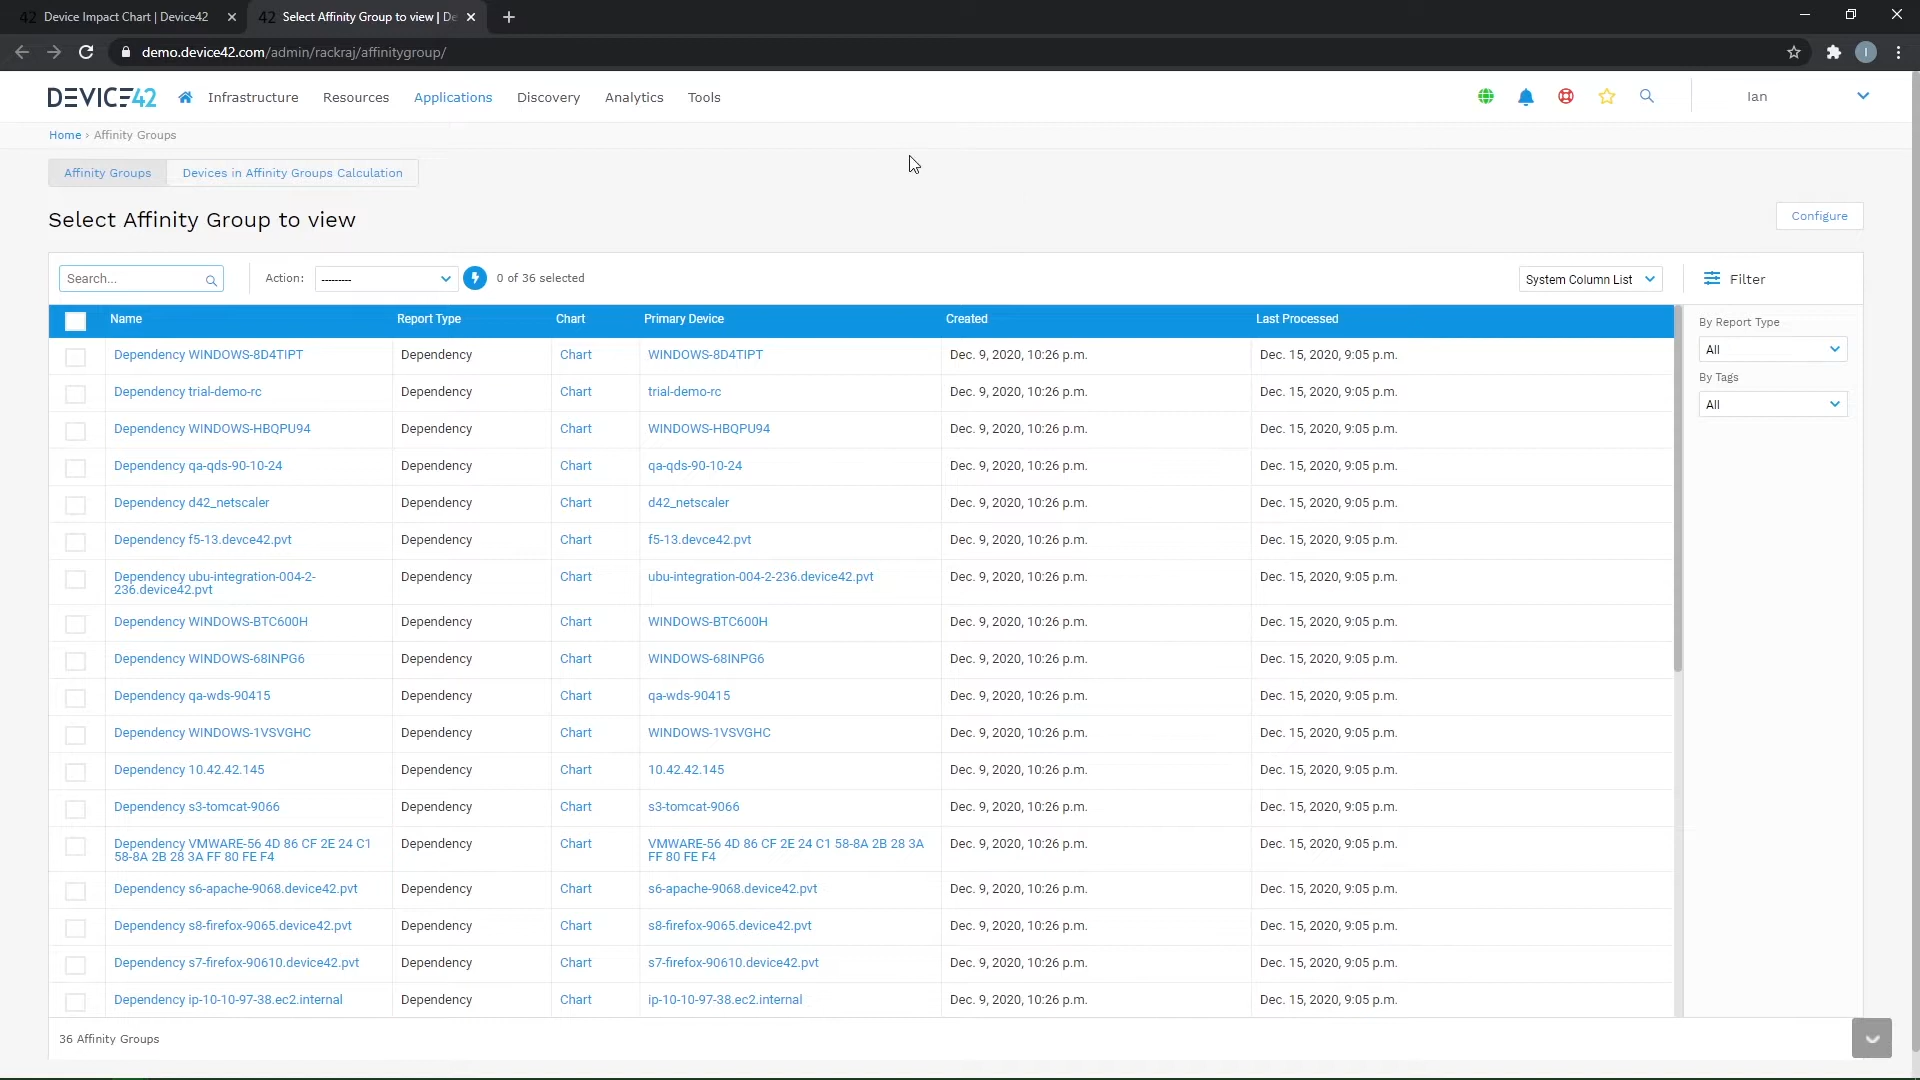 Device Impact Chart | Device42
Select Affinity Group to view | De
demo.device42.com/admin/rackraj/affinitygroup/
I
DEVICE42
Infrastructure
Resources
Applications
Discovery
Analytics
Tools
Ian
Home › Affinity Groups
Affinity Groups
Devices in Affinity Groups Calculation
Select Affinity Group to view
Configure
Search...
Action:
---------
0 of 36 selected
System Column List
Filter
Name Report Type Chart Primary Device Created Last Processed
By Report Type
All
By Tags
All
Dependency WINDOWS-8D4TIPT Dependency Chart WINDOWS-8D4TIPT Dec. 9, 2020, 10:26 p.m. Dec. 15, 2020, 9:05 p.m.
Dependency trial-demo-rc Dependency Chart trial-demo-rc Dec. 9, 2020, 10:26 p.m. Dec. 15, 2020, 9:05 p.m.
Dependency WINDOWS-HBQPU94 Dependency Chart WINDOWS-HBQPU94 Dec. 9, 2020, 10:26 p.m. Dec. 15, 2020, 9:05 p.m.
Dependency qa-qds-90-10-24 Dependency Chart qa-qds-90-10-24 Dec. 9, 2020, 10:26 p.m. Dec. 15, 2020, 9:05 p.m.
Dependency d42_netscaler Dependency Chart d42_netscaler Dec. 9, 2020, 10:26 p.m. Dec. 15, 2020, 9:05 p.m.
Dependency f5-13.devce42.pvt Dependency Chart f5-13.devce42.pvt Dec. 9, 2020, 10:26 p.m. Dec. 15, 2020, 9:05 p.m.
Dependency ubu-integration-004-2- Dependency Chart ubu-integration-004-2-236.device42.pvt Dec. 9, 2020, 10:26 p.m. Dec. 15, 2020, 9:05 p.m.
236.device42.pvt
Dependency WINDOWS-BTC600H Dependency Chart WINDOWS-BTC600H Dec. 9, 2020, 10:26 p.m. Dec. 15, 2020, 9:05 p.m.
Dependency WINDOWS-68INPG6 Dependency Chart WINDOWS-68INPG6 Dec. 9, 2020, 10:26 p.m. Dec. 15, 2020, 9:05 p.m.
Dependency qa-wds-90415 Dependency Chart qa-wds-90415 Dec. 9, 2020, 10:26 p.m. Dec. 15, 2020, 9:05 p.m.
Dependency WINDOWS-1VSVGHC Dependency Chart WINDOWS-1VSVGHC Dec. 9, 2020, 10:26 p.m. Dec. 15, 2020, 9:05 p.m.
Dependency 10.42.42.145 Dependency Chart 10.42.42.145 Dec. 9, 2020, 10:26 p.m. Dec. 15, 2020, 9:05 p.m.
Dependency s3-tomcat-9066 Dependency Chart s3-tomcat-9066 Dec. 9, 2020, 10:26 p.m. Dec. 15, 2020, 9:05 p.m.
Dependency VMWARE-56 4D 86 CF 2E 24 C1 Dependency Chart VMWARE-56 4D 86 CF 2E 24 C1 58-8A 2B 28 3A Dec. 9, 2020, 10:26 p.m. Dec. 15, 2020, 9:05 p.m.
58-8A 2B 28 3A FF 80 FE F4 FF 80 FE F4
Dependency s6-apache-9068.device42.pvt Dependency Chart s6-apache-9068.device42.pvt Dec. 9, 2020, 10:26 p.m. Dec. 15, 2020, 9:05 p.m.
Dependency s8-firefox-9065.device42.pvt Dependency Chart s8-firefox-9065.device42.pvt Dec. 9, 2020, 10:26 p.m. Dec. 15, 2020, 9:05 p.m.
Dependency s7-firefox-90610.device42.pvt Dependency Chart s7-firefox-90610.device42.pvt Dec. 9, 2020, 10:26 p.m. Dec. 15, 2020, 9:05 p.m.
Dependency ip-10-10-97-38.ec2.internal Dependency Chart ip-10-10-97-38.ec2.internal Dec. 9, 2020, 10:26 p.m. Dec. 15, 2020, 9:05 p.m.
36 Affinity Groups